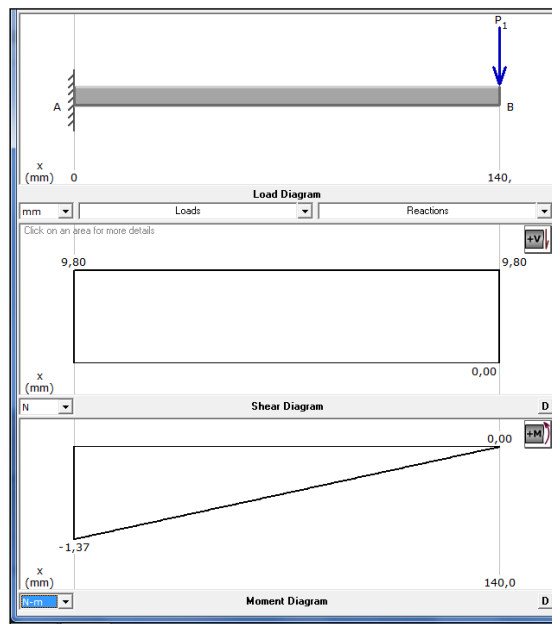 P1
A
B
x
(mm) 0 140,
Load Diagram
mm Loads Reactions
Click on an area for more details
+V
9,80 9,80
0,00
x
(mm)
N Shear Diagram D
+M
0,00
-1,37
x
(mm) 140,0
N-m Moment Diagram D